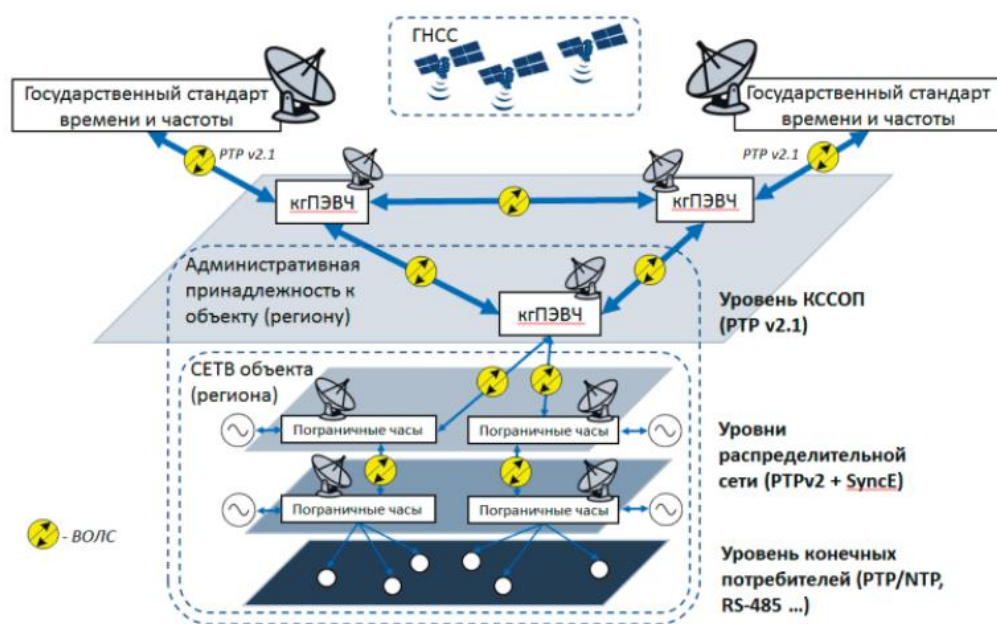 ГНСС
Государственный стандарт
времени и частоты
Государственный стандарт
времени и частоты
PTP v2.1
PTP v2.1
кгПЭВЧ
кгПЭВЧ
Административная
принадлежность к
объекту (региону)
кгПЭВЧ
Уровень КССОП
(PTP v2.1)
СЕТВ объекта
(региона)
Пограничные часы
Пограничные часы
Уровни
распределительной
сети (PTPv2 + SyncE)
Пограничные часы
Пограничные часы
- ВОЛС
Уровень конечных
потребителей (PTP/NTP,
RS-485 ...)